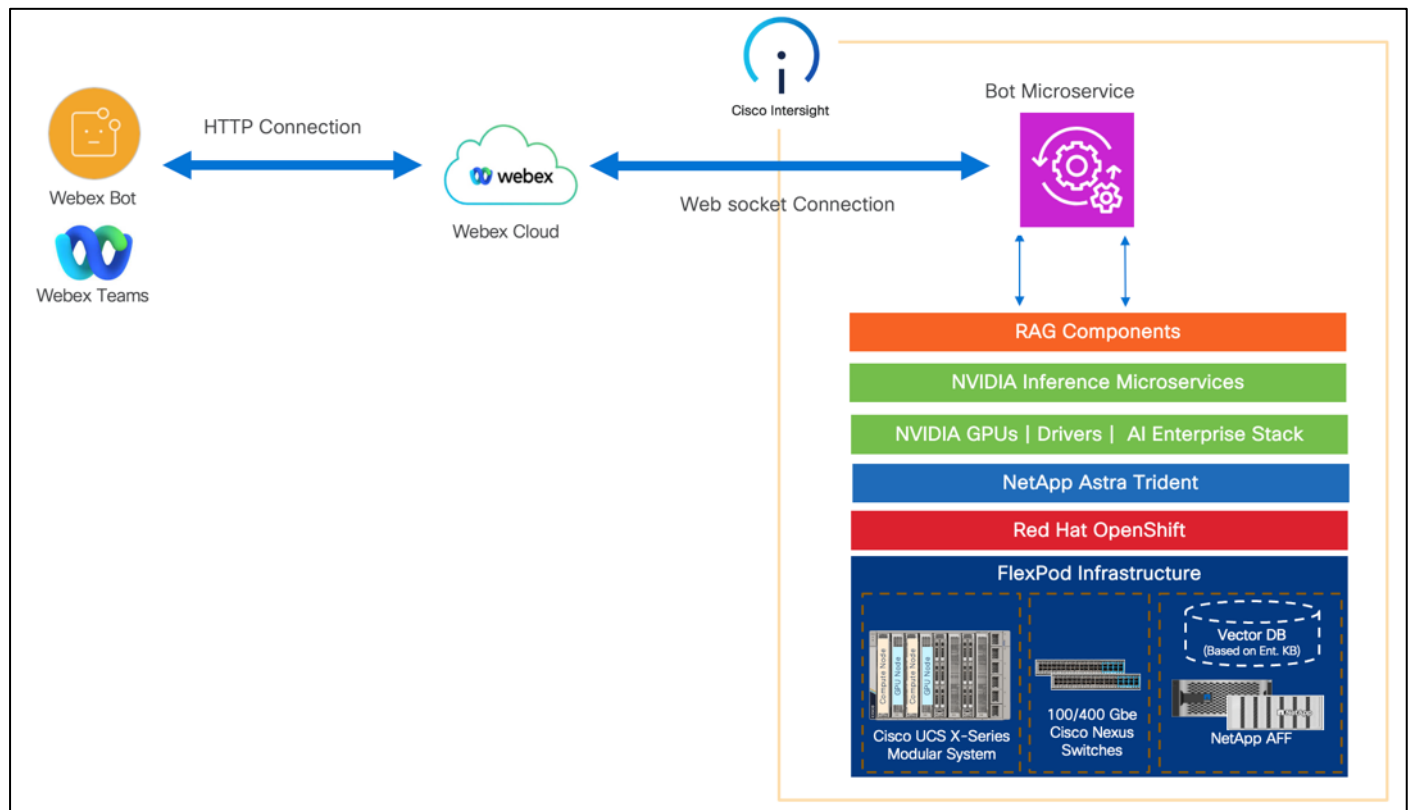 Cisco Intersight
Bot Microservice
HTTP Connection
webex
Webex Bot
Web socket Connection
Webex Cloud
Webex Teams
RAG Components
NVIDIA Inference Microservices
NVIDIA GPUs | Drivers | AI Enterprise Stack
NetApp Astra Trident
Red Hat OpenShift
FlexPod Infrastructure
Compute Node
GPU Node
Compute Node
GPU Node
Cisco UCS X-Series
Modular System
100/400 Gbe
Cisco Nexus
Switches
Vector DB
(Based on Ent. KB)
NetApp AFF